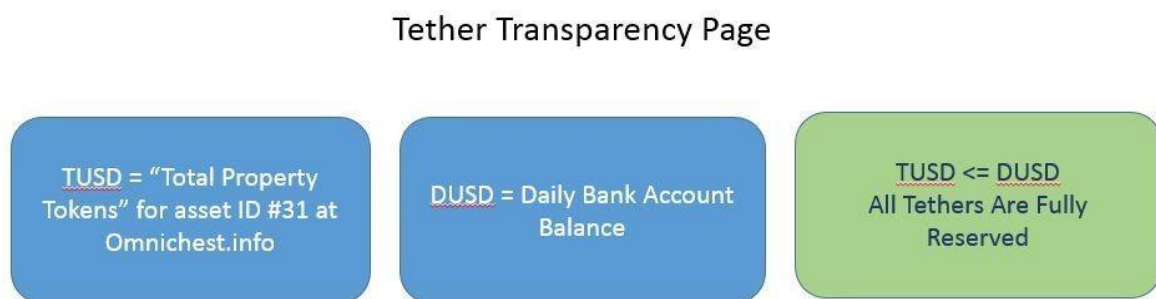 Tether Transparency Page
TUSD = “Total Property
Tokens” for asset ID #31 at
Omnichest.info
DUSD = Daily Bank Account
Balance
TUSD <= DUSD
All Tethers Are Fully
Reserved